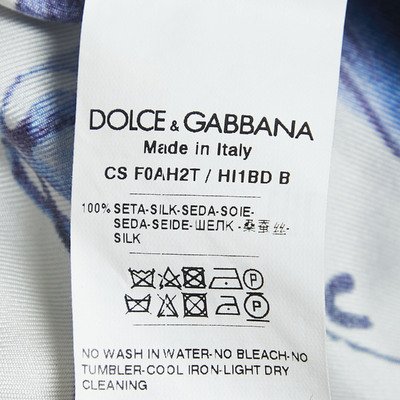 DOLCE & GABBANA
Made in Italy
CS F0AH2T / HI1BD B
100% SETA-SILK-SEDA-SOIE-
SEDA-SEIDE-ШЕЛК -桑蚕丝-
SILK
P
P
NO WASH IN WATER-NO BLEACH-NO
TUMBLER-COOL IRON-LIGHT DRY
CLEANING